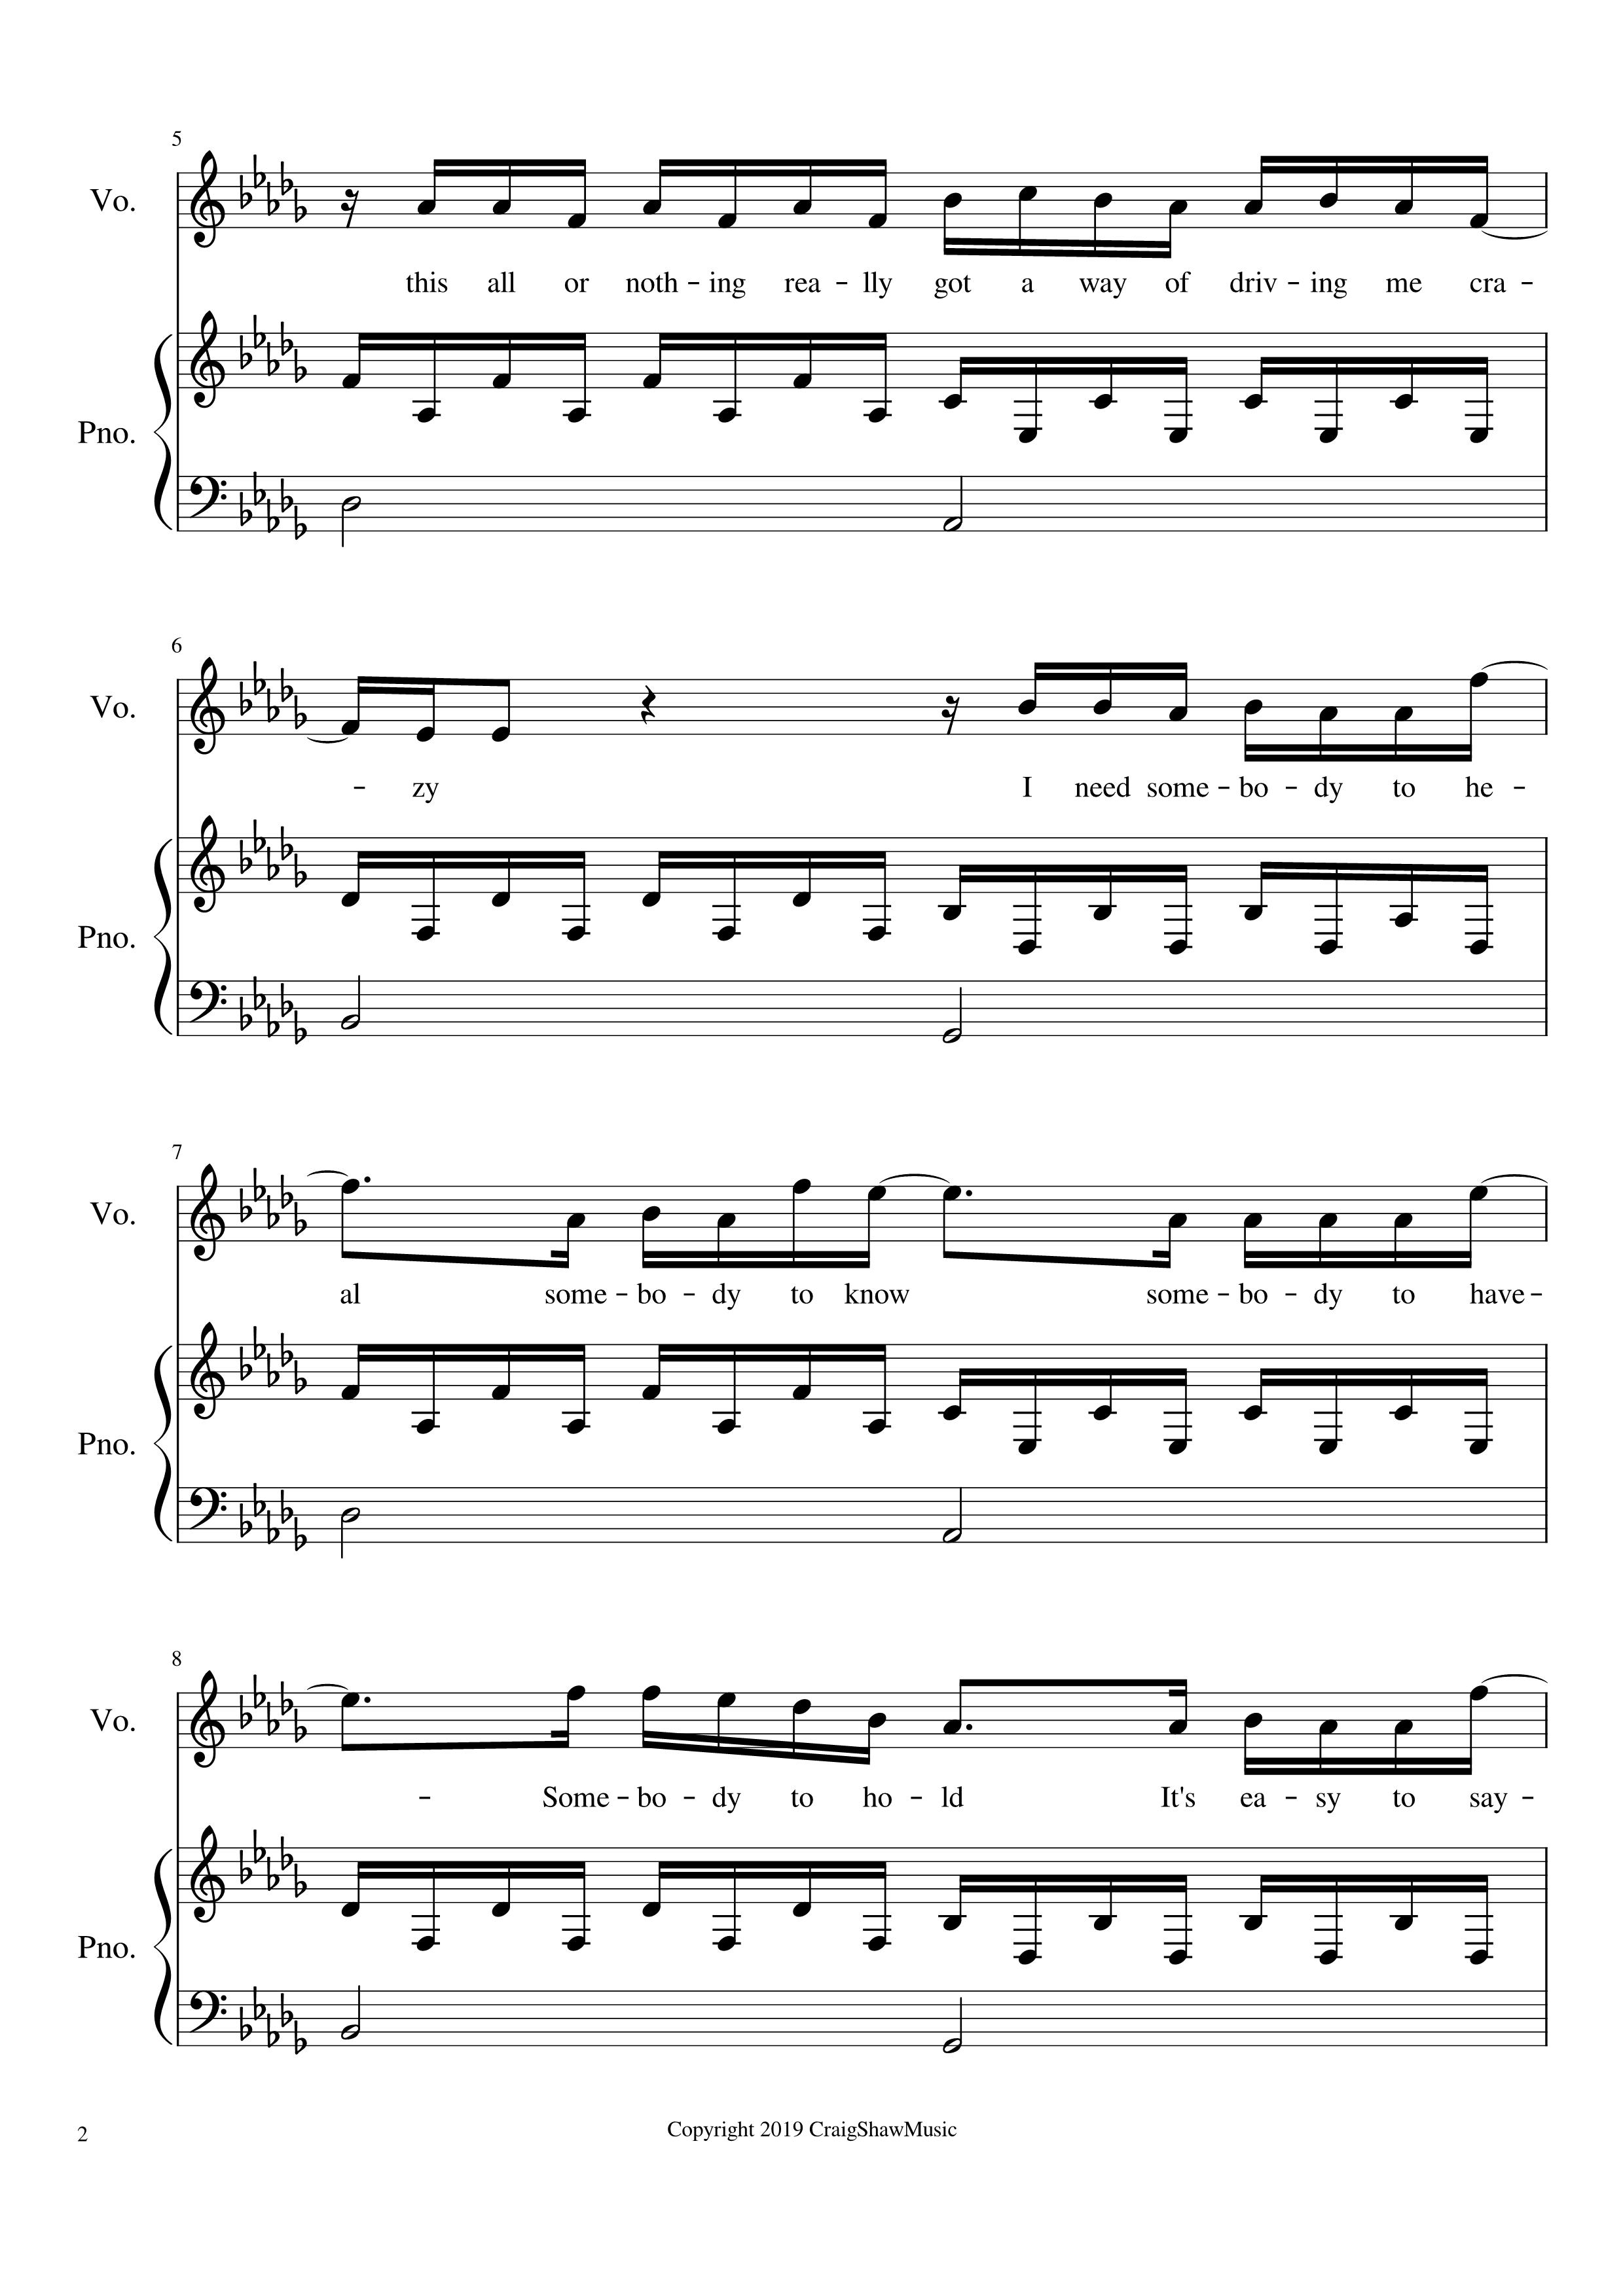 5
Vo.
this all or noth - ing rea - lly got a way of driv - ing me cra -
Pno.
6
Vo.
- zy I need some - bo - dy to he -
Pno.
7
Vo.
al some - bo - dy to know some - bo - dy to have -
Pno.
8
Vo.
- Some - bo - dy to ho - ld It's ea - sy to say -
Pno.
2
Copyright 2019 CraigShawMusic